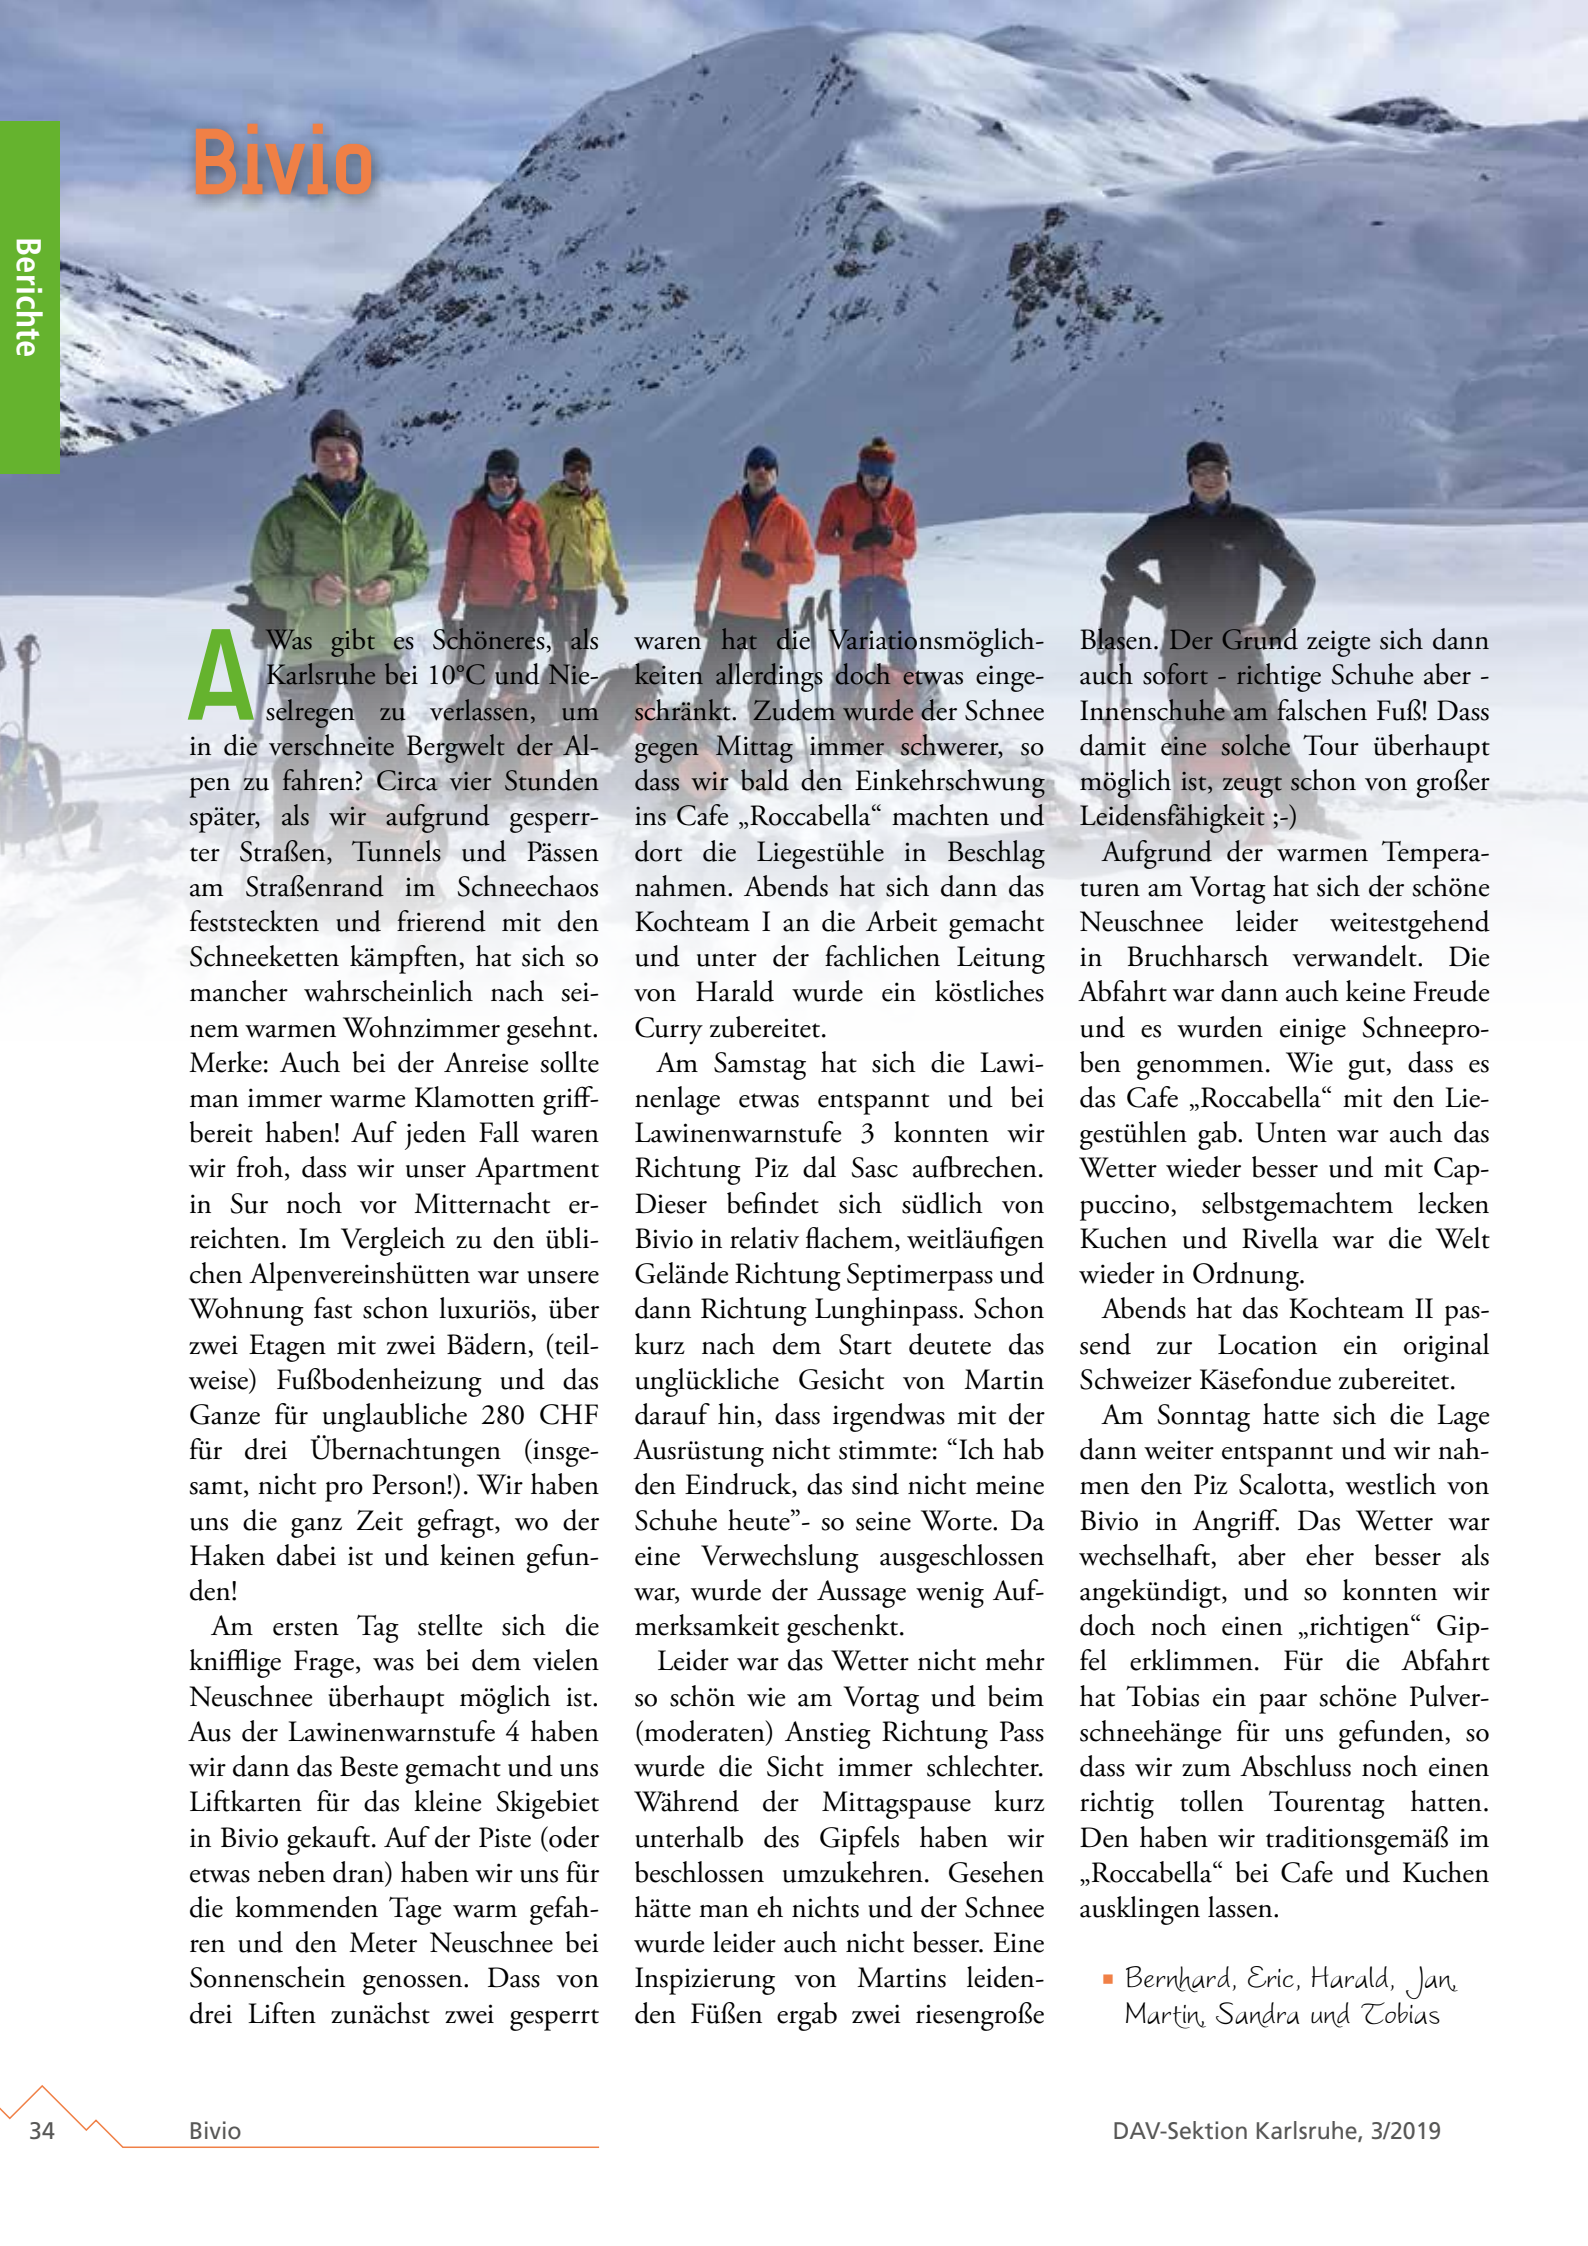 Bivio
Berichte
A
Was gibt es Schöneres, als
Karlsruhe bei 10°C und Nie-
selregen zu verlassen, um
in die verschneite Bergwelt der Al-
pen zu fahren? Circa vier Stunden
später, als wir aufgrund gesperr-
ter Straßen, Tunnels und Pässen
am Straßenrand im Schneechaos
feststeckten und frierend mit den
Schneeketten kämpften, hat sich so
mancher wahrscheinlich nach sei-
nem warmen Wohnzimmer gesehnt.
Merke: Auch bei der Anreise sollte
man immer warme Klamotten griff-
bereit haben! Auf jeden Fall waren
wir froh, dass wir unser Apartment
in Sur noch vor Mitternacht er-
reichten. Im Vergleich zu den übli-
chen Alpenvereinshütten war unsere
Wohnung fast schon luxuriös, über
zwei Etagen mit zwei Bädern, (teil-
weise) Fußbodenheizung und das
Ganze für unglaubliche 280 CHF
für drei Übernachtungen (insge-
samt, nicht pro Person!). Wir haben
uns die ganz Zeit gefragt, wo der
Haken dabei ist und keinen gefun-
den!
Am ersten Tag stellte sich die
knifflige Frage, was bei dem vielen
Neuschnee überhaupt möglich ist.
Aus der Lawinenwarnstufe 4 haben
wir dann das Beste gemacht und uns
Liftkarten für das kleine Skigebiet
in Bivio gekauft. Auf der Piste (oder
etwas neben dran) haben wir uns für
die kommenden Tage warm gefah-
ren und den Meter Neuschnee bei
Sonnenschein genossen. Dass von
drei Liften zunächst zwei gesperrt
waren hat die Variationsmöglich-
keiten allerdings doch etwas einge-
schränkt. Zudem wurde der Schnee
gegen Mittag immer schwerer, so
dass wir bald den Einkehrschwung
ins Cafe „Roccabella“ machten und
dort die Liegestühle in Beschlag
nahmen. Abends hat sich dann das
Kochteam I an die Arbeit gemacht
und unter der fachlichen Leitung
von Harald wurde ein köstliches
Curry zubereitet.
Am Samstag hat sich die Lawi-
nenlage etwas entspannt und bei
Lawinenwarnstufe 3 konnten wir
Richtung Piz dal Sasc aufbrechen.
Dieser befindet sich südlich von
Bivio in relativ flachem, weitläufigen
Gelände Richtung Septimerpass und
dann Richtung Lunghinpass. Schon
kurz nach dem Start deutete das
unglückliche Gesicht von Martin
darauf hin, dass irgendwas mit der
Ausrüstung nicht stimmte: “Ich hab
den Eindruck, das sind nicht meine
Schuhe heute”- so seine Worte. Da
eine Verwechslung ausgeschlossen
war, wurde der Aussage wenig Auf-
merksamkeit geschenkt.
Leider war das Wetter nicht mehr
so schön wie am Vortag und beim
(moderaten) Anstieg Richtung Pass
wurde die Sicht immer schlechter.
Während der Mittagspause kurz
unterhalb des Gipfels haben wir
beschlossen umzukehren. Gesehen
hätte man eh nichts und der Schnee
wurde leider auch nicht besser. Eine
Inspizierung von Martins leiden-
den Füßen ergab zwei riesengroße
Blasen. Der Grund zeigte sich dann
auch sofort - richtige Schuhe aber -
Innenschuhe am falschen Fuß! Dass
damit eine solche Tour überhaupt
möglich ist, zeugt schon von großer
Leidensfähigkeit ;-)
Aufgrund der warmen Tempera-
turen am Vortag hat sich der schöne
Neuschnee leider weitestgehend
in Bruchharsch verwandelt. Die
Abfahrt war dann auch keine Freude
und es wurden einige Schneepro-
ben genommen. Wie gut, dass es
das Cafe „Roccabella“ mit den Lie-
gestühlen gab. Unten war auch das
Wetter wieder besser und mit Cap-
puccino, selbstgemachtem lecken
Kuchen und Rivella war die Welt
wieder in Ordnung.
Abends hat das Kochteam II pas-
send zur Location ein original
Schweizer Käsefondue zubereitet.
Am Sonntag hatte sich die Lage
dann weiter entspannt und wir nah-
men den Piz Scalotta, westlich von
Bivio in Angriff. Das Wetter war
wechselhaft, aber eher besser als
angekündigt, und so konnten wir
doch noch einen „richtigen“ Gip-
fel erklimmen. Für die Abfahrt
hat Tobias ein paar schöne Pulver-
schneehänge für uns gefunden, so
dass wir zum Abschluss noch einen
richtig tollen Tourentag hatten.
Den haben wir traditionsgemäß im
„Roccabella“ bei Cafe und Kuchen
ausklingen lassen.
Bernhard, Eric, Harald, Jan,
Martin, Sandra und Tobias
34
Bivio
DAV-Sektion Karlsruhe, 3/2019